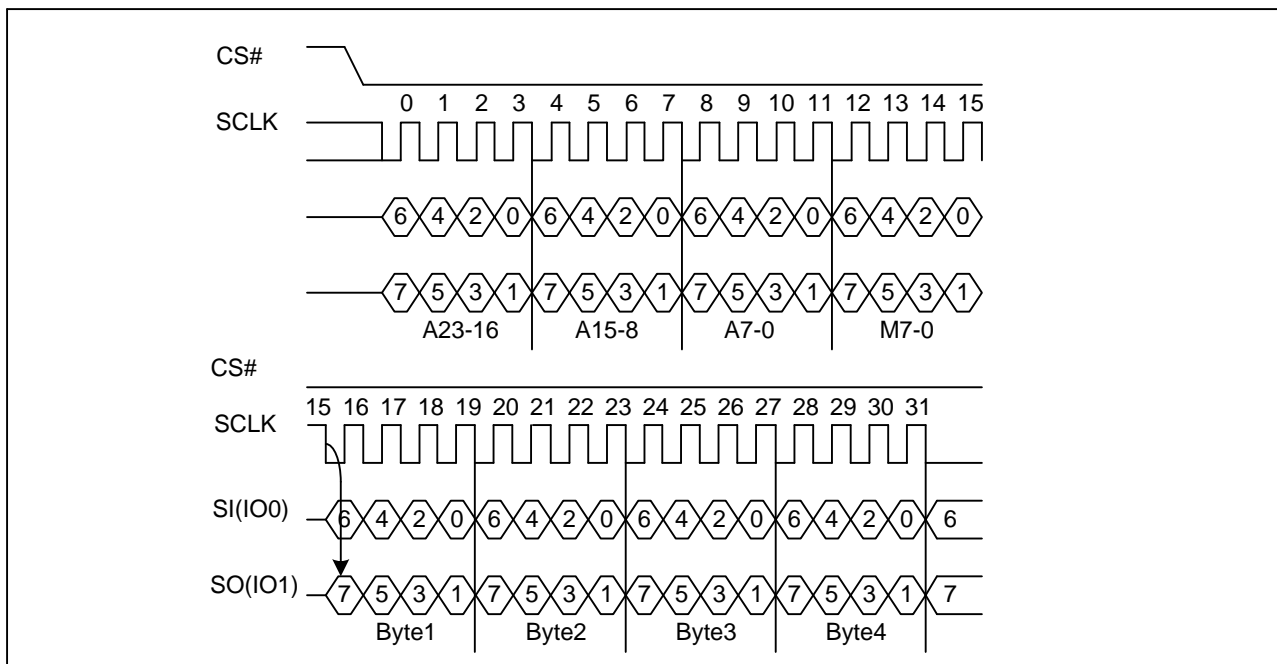 CS#
0 1 2 3 4 5 6 7 8 9 10 11 12 13 14 15
SCLK
6 4 2 0 6 4 2 0 6 4 2 0 6 4 2 0
7 5 3 1 7 5 3 1 7 5 3 1 7 5 3 1
A23-16 A15-8 A7-0 M7-0
CS#
15 16 17 18 19 20 21 22 23 24 25 26 27 28 29 30 31
SCLK
SI(IO0) 6 4 2 0 6 4 2 0 6 4 2 0 6 4 2 0 6
SO(IO1) 7 5 3 1 7 5 3 1 7 5 3 1 7 5 3 1 7
Byte1 Byte2 Byte3 Byte4